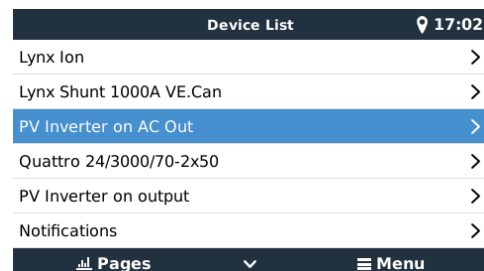 Device List 17:02
Lynx Ion
Lynx Shunt 1000A VE.Can
PV Inverter on AC Out
Quattro 24/3000/70-2x50
PV Inverter on output
Notifications
Pages Menu